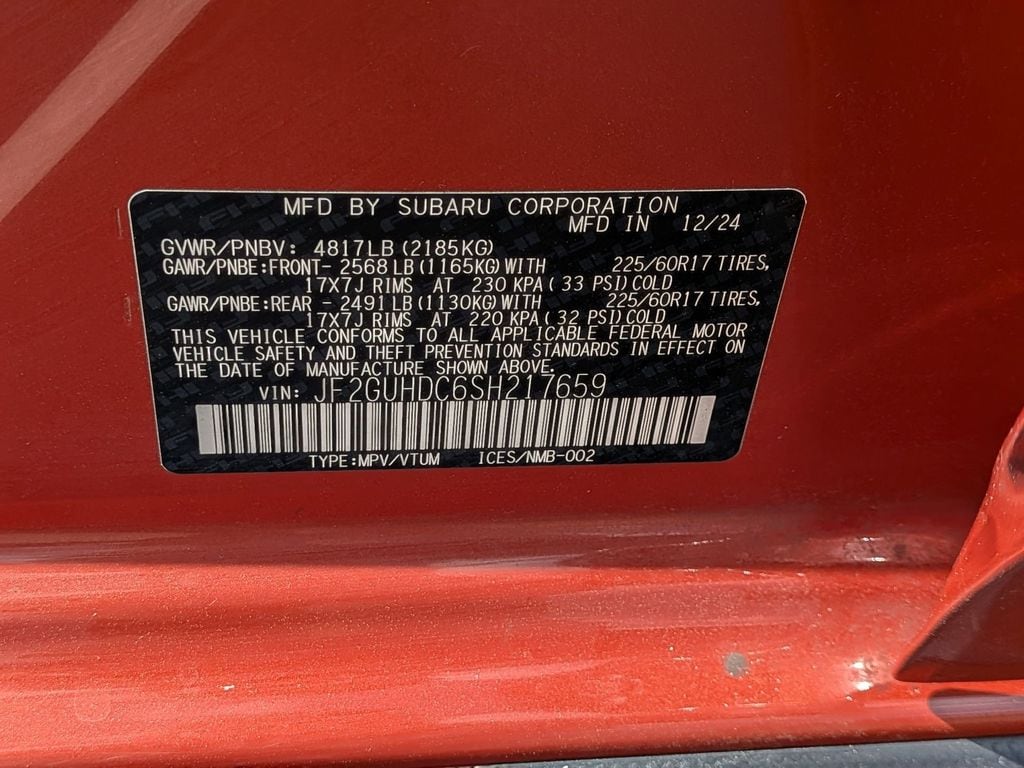 MFD BY SUBARU CORPORATION
MFD IN 12/24
GVWR/PNBV: 4817LB (2185KG)
GAWR/PNBE:FRONT- 2568 LB (1165KG) WITH 225/60R17 TIRES,
17X7J RIMS AT 230 KPA ( 33 PSI) COLD
GAWR/PNBE:REAR - 2491 LB (1130KG) WITH 225/60R17 TIRES,
17X7J RIMS AT 220 KPA ( 32 PSI) COLD
THIS VEHICLE CONFORMS TO ALL APPLICABLE FEDERAL MOTOR
VEHICLE SAFETY AND THEFT PREVENTION STANDARDS IN EFFECT ON
THE DATE OF MANUFACTURE SHOWN ABOVE.
VIN: JF2GUHDC6SH217659
TYPE:MPV/VTUM ICES/NMB-002